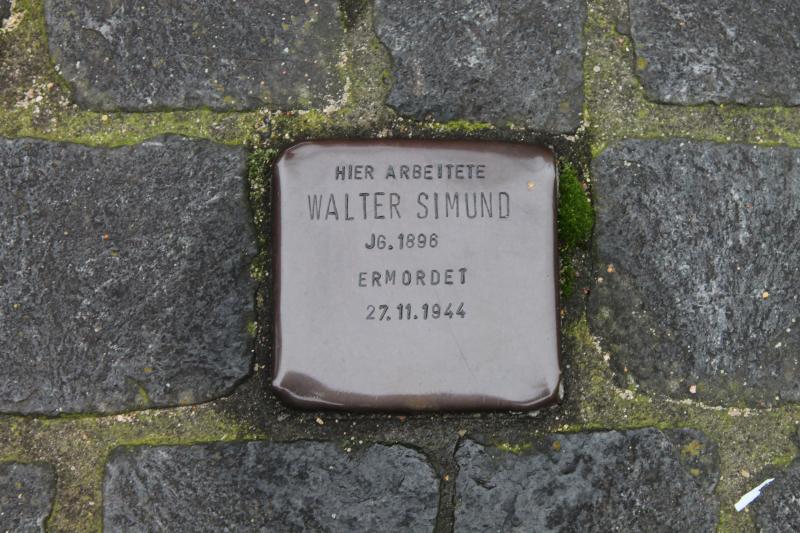 HIER ARBEITETE
WALTER SIMUND
JG. 1896
ERMORDET
27.11.1944